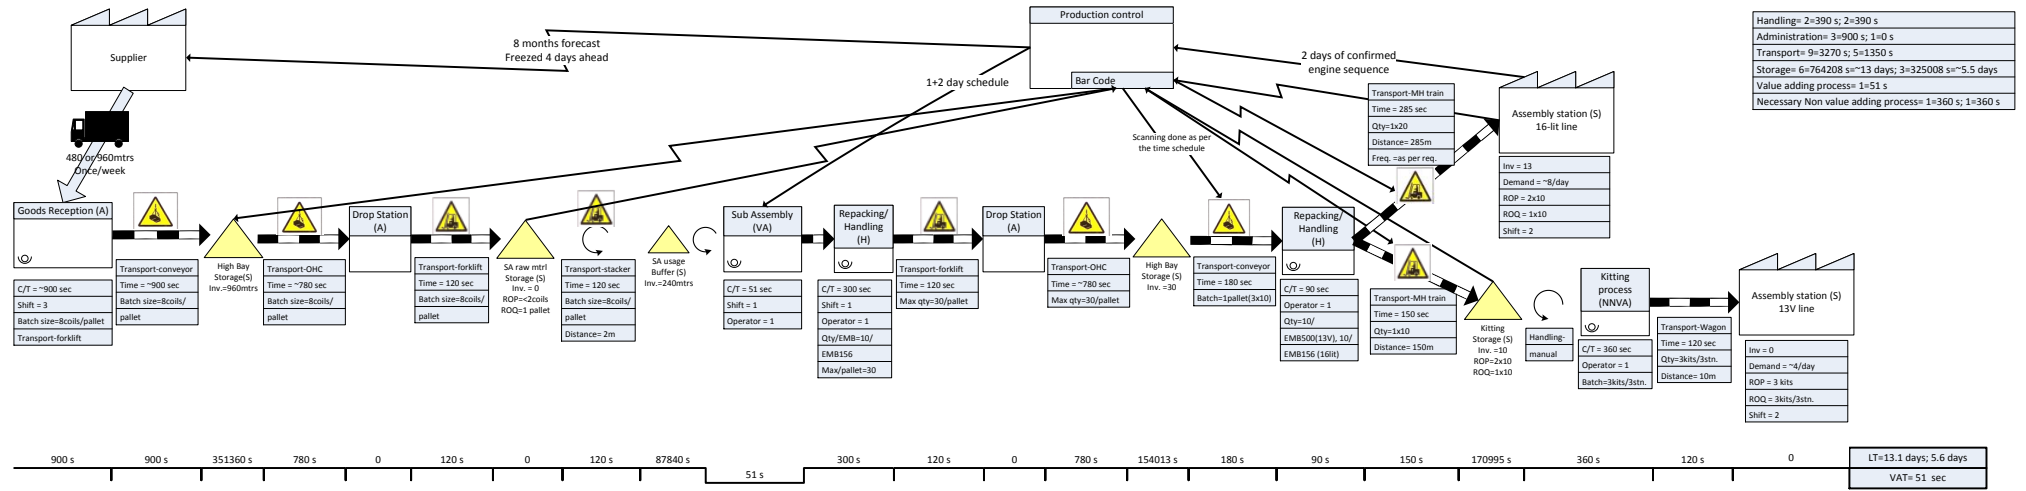 Production control
Bar Code
Supplier
8 months forecast
Freezed 4 days ahead
1+2 day schedule
2 days of confirmed
engine sequence
Handling= 2=390 s; 2=390 s
Administration= 3=900 s; 1=0 s
Transport= 9=3270 s; 5=1350 s
Storage= 6=764208 s=~13 days; 3=325008 s=~5.5 days
Value adding process= 1=51 s
Necessary Non value adding process= 1=360 s; 1=360 s
480 or 960mtrs
Once/week
Scanning done as per
the time schedule
Transport-MH train
Time = 285 sec
Qty=1x20
Distance= 285m
Freq. =as per req.
Assembly station (S)
16-lit line
Inv = 13
Demand = ~8/day
ROP = 2x10
ROQ = 1x10
Shift = 2
Goods Reception (A)
C/T = ~900 sec
Shift = 3
Batch size=8coils/pallet
Transport-forklift
Transport-conveyor
Time = ~900 sec
Batch size=8coils/
pallet
High Bay
Storage(S)
Inv.=960mtrs
Transport-OHC
Time = ~780 sec
Batch size=8coils/
pallet
Drop Station
(A)
Transport-forklift
Time = 120 sec
Batch size=8coils/
pallet
SA raw mtrl
Storage (S)
Inv. = 0
ROP=<2coils
ROQ=1 pallet
Transport-stacker
Time = 120 sec
Batch size=8coils/
pallet
Distance= 2m
SA usage
Buffer (S)
Inv.=240mtrs
Sub Assembly
(VA)
C/T = 51 sec
Shift = 1
Operator = 1
Repacking/
Handling
(H)
C/T = 300 sec
Shift = 1
Operator = 1
Qty/EMB=10/
EMB156
Max/pallet=30
Transport-forklift
Time = 120 sec
Max qty=30/pallet
Drop Station
(A)
Transport-OHC
Time = ~780 sec
Max qty=30/pallet
High Bay
Storage (S)
Inv. =30
Transport-conveyor
Time = 180 sec
Batch=1pallet(3x10)
Repacking/
Handling
(H)
C/T = 90 sec
Operator = 1
Qty=10/
EMB500(13V), 10/
EMB156 (16lit)
Transport-MH train
Time = 150 sec
Qty=1x10
Distance= 150m
Kitting
Storage (S)
Inv. =10
ROP=2x10
ROQ=1x10
Handling-
manual
Kitting
process
(NNVA)
C/T = 360 sec
Operator = 1
Batch=3kits/3stn.
Transport-Wagon
Time = 120 sec
Qty=3kits/3stn.
Distance= 10m
Assembly station (S)
13V line
Inv = 0
Demand = ~4/day
ROP = 3 kits
ROQ = 3kits/3stn.
Shift = 2
900 s
900 s
351360 s
780 s
0
120 s
0
120 s
87840 s
51 s
300 s
120 s
0
780 s
154013 s
180 s
90 s
150 s
170995 s
360 s
120 s
0
LT=13.1 days; 5.6 days
VAT= 51 sec